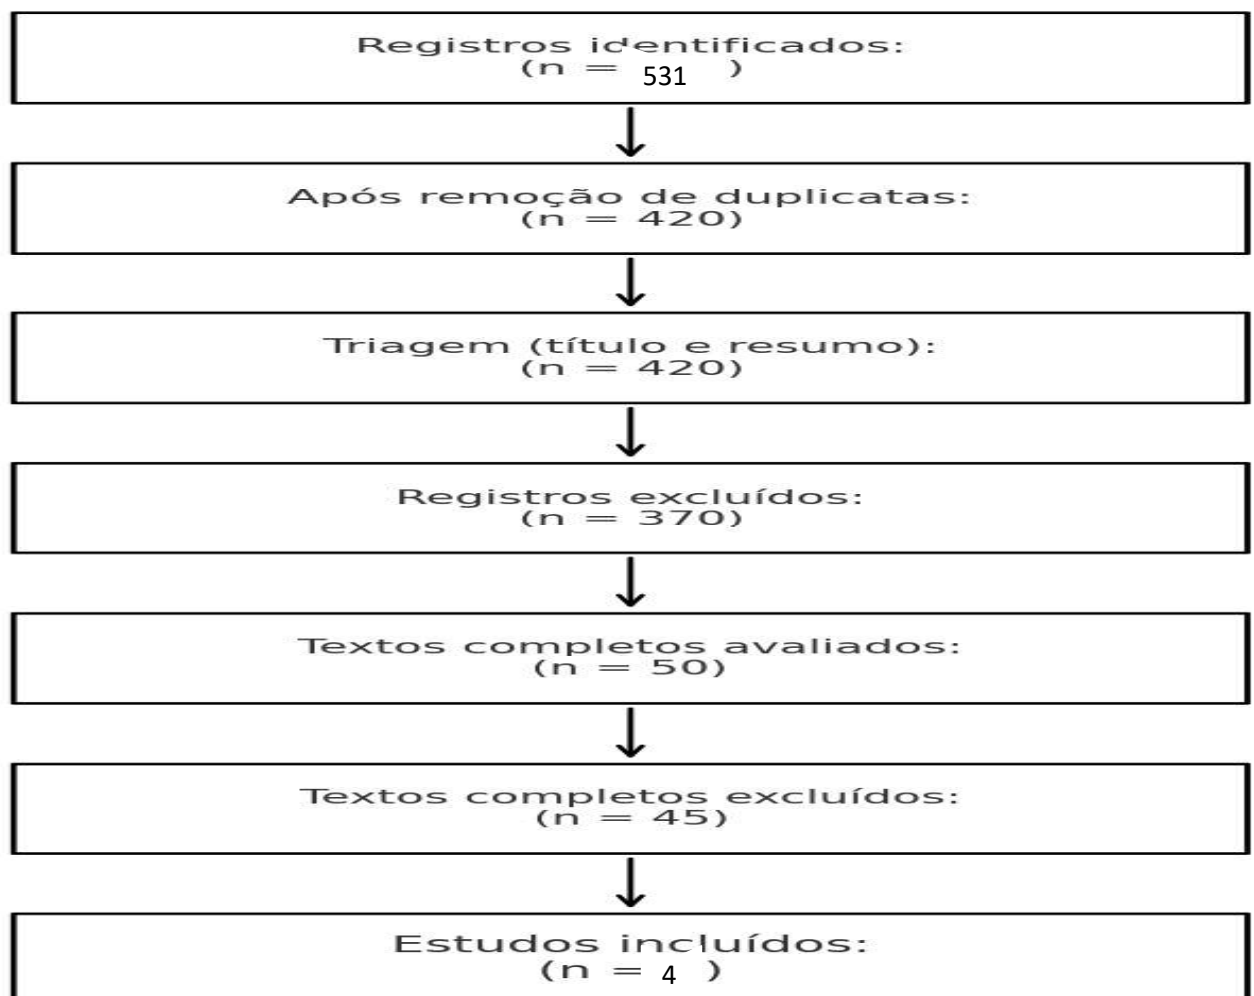 Registros identificados:
(n = 531 )
Após remoção de duplicatas:
(n = 420)
Triagem (título e resumo):
(n = 420)
Registros excluídos:
(n = 370)
Textos completos avaliados:
(n = 50)
Textos completos excluídos:
(n = 45)
Estudos incluídos:
(n = 4 )